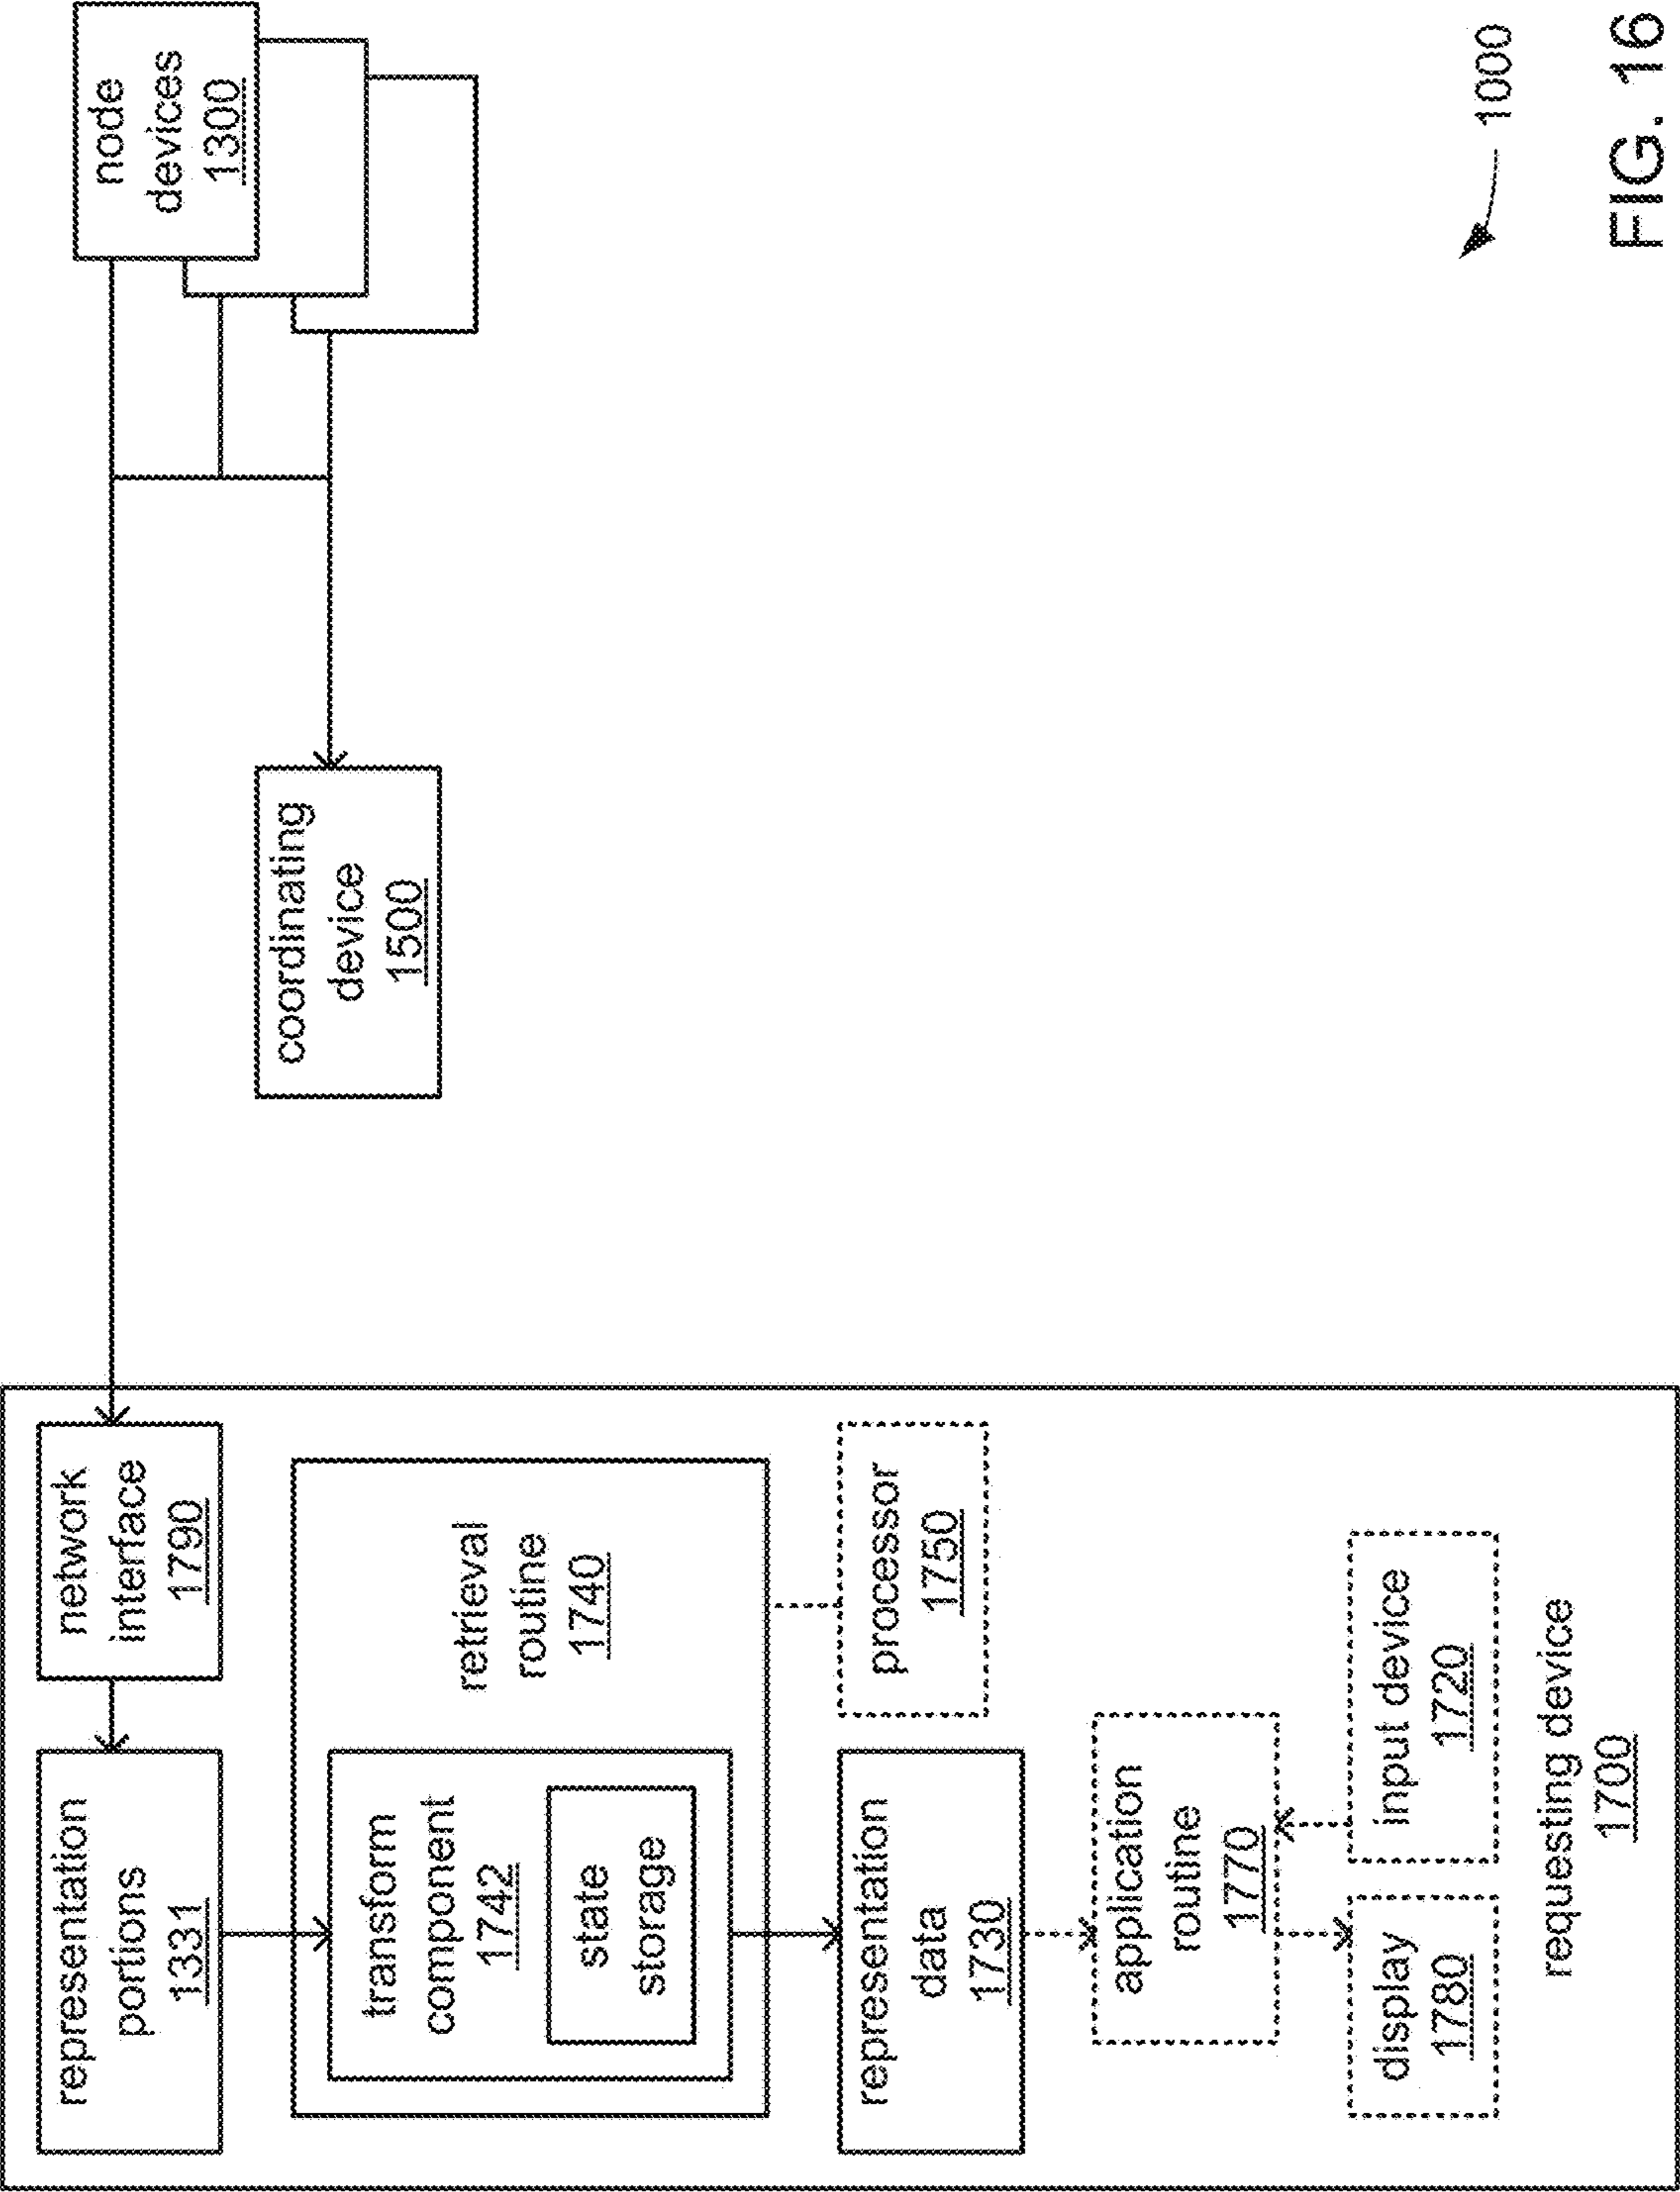 representation
portions
1331
network
interface
1790
node
devices
1300
transform
component
1742
state
storage
retrieval
routine
1740
coordinating
device
1500
representation
data
1730
processor
1750
application
routine
1770
display
1780
input device
1720
requesting device
1700
1000
FIG. 16